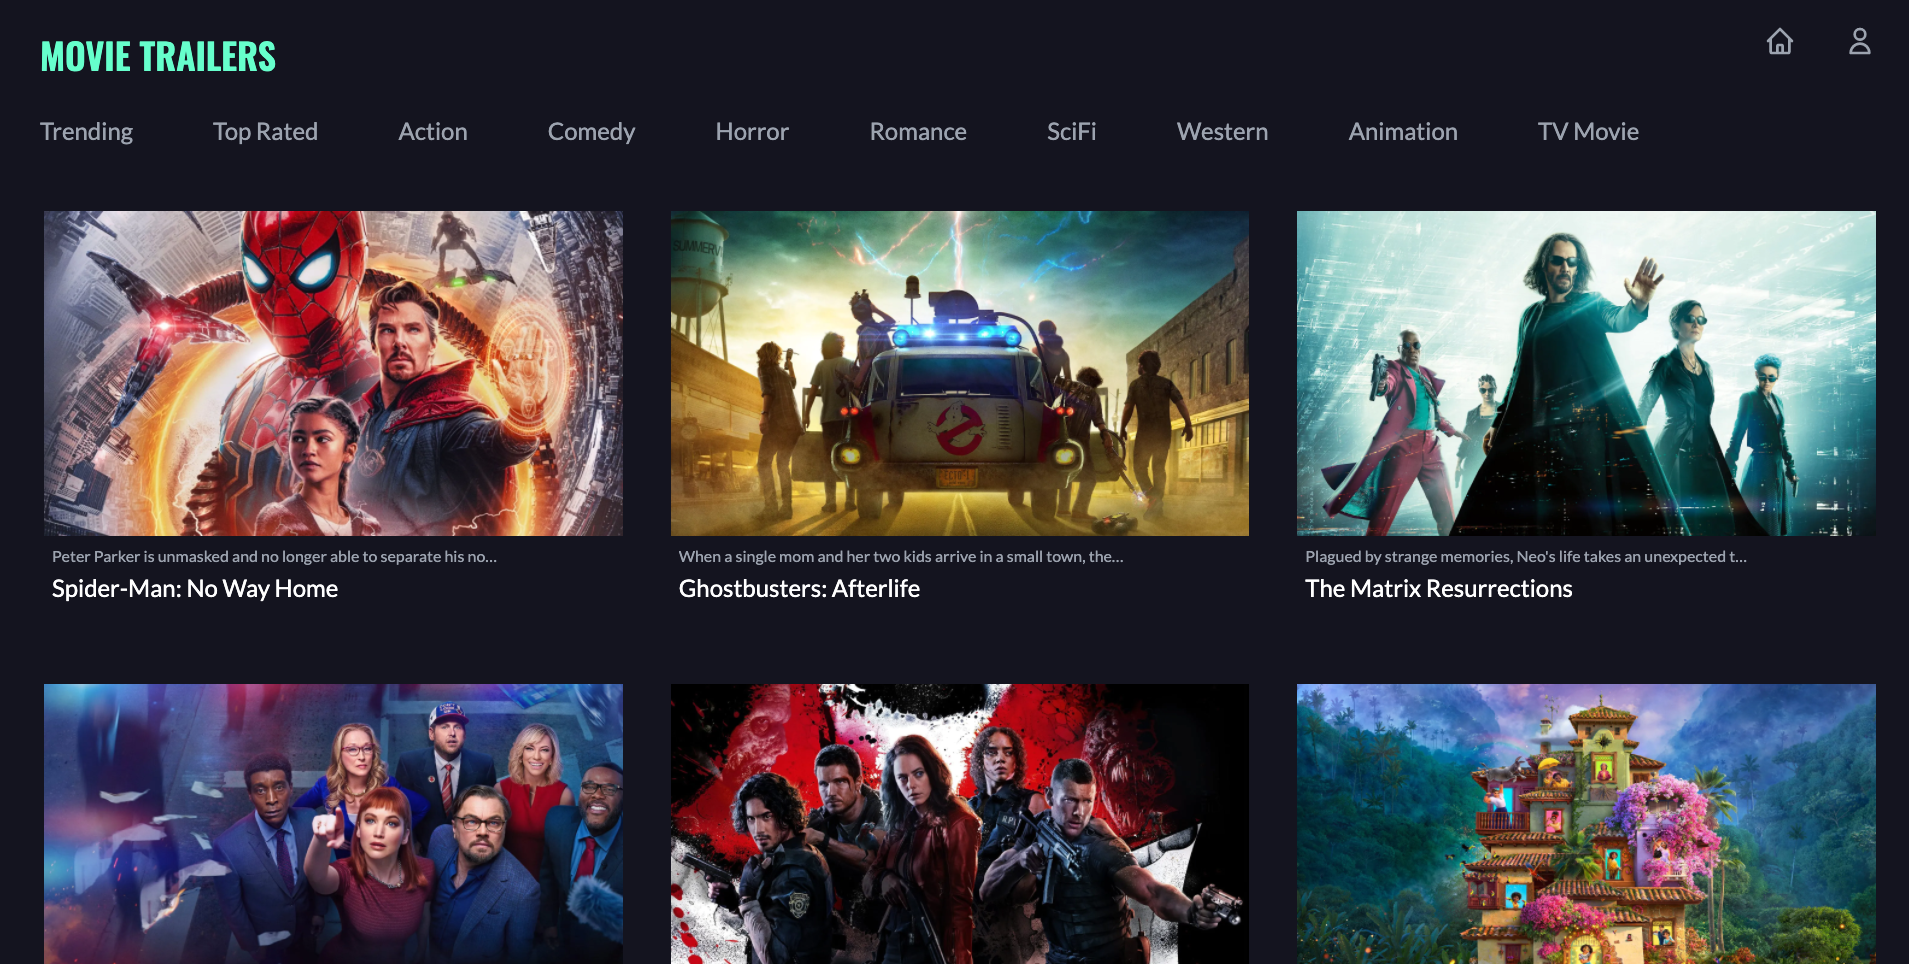 MOVIE TRAILERS
Trending Top Rated Action Comedy Horror Romance SciFi Western Animation TV Movie
SUMMERV
ECTO-1
Peter Parker is unmasked and no longer able to separate his no...
Spider-Man: No Way Home
When a single mom and her two kids arrive in a small town, the...
Ghostbusters: Afterlife
Plagued by strange memories, Neo's life takes an unexpected t...
The Matrix Resurrections